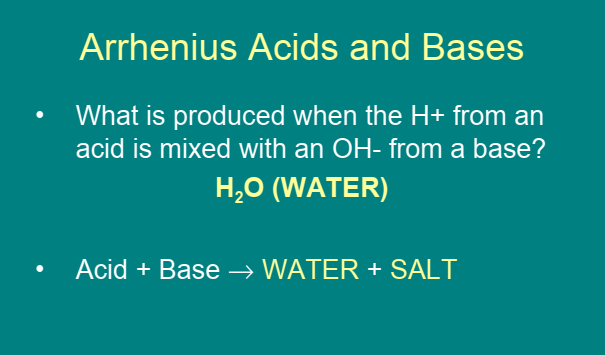 Arrhenius Acids and Bases
• What is produced when the H+ from an
acid is mixed with an OH- from a base?
H₂O (WATER)
• Acid + Base → WATER + SALT